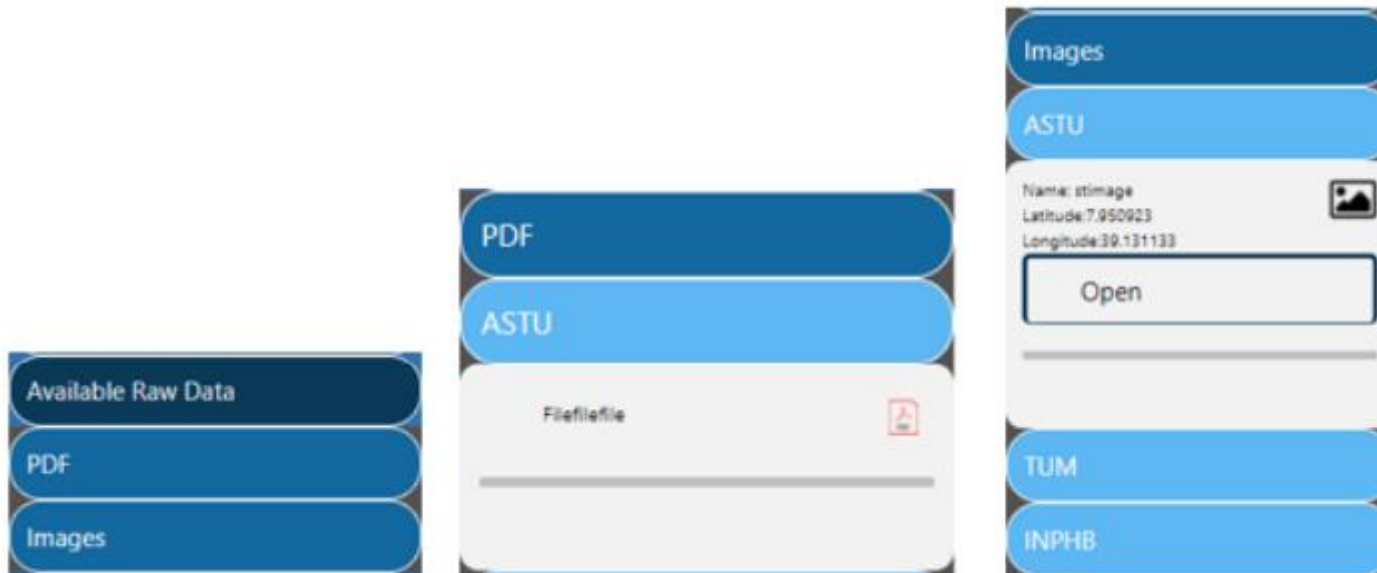 Available Raw Data
PDF
Images
PDF
ASTU
Filefilefile
Images
ASTU
Name: stimage
Latitude:7.950923
Longitude:39.131133
Open
TUM
INPHB